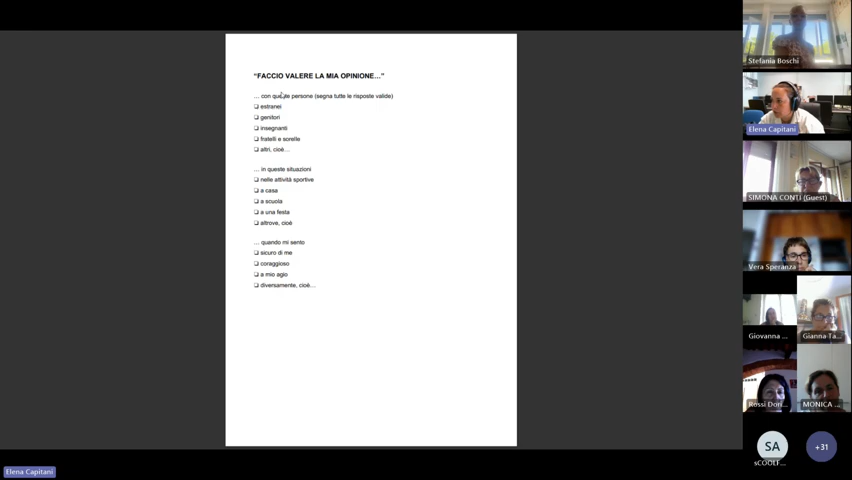 "FACCIO VALERE LA MIA OPINIONE..."
... con queste persone (segna tutte le risposte valide)
❑ estranei
❑ genitori
❑ insegnanti
❑ fratelli e sorelle
❑ altri, cioè...
... in queste situazioni
❑ nelle attività sportive
❑ a casa
❑ a scuola
❑ a una festa
❑ altrove, cioè
... quando mi sento
❑ sicuro di me
❑ coraggioso
❑ a mio agio
❑ diversamente, cioè...
Stefania Boschi
Elena Capitani
SIMONA CONTI (Guest)
Vera Speranza
Giovanna ...
Gianna Ta...
Rossi Dori...
MONICA ...
SA
sCOOLF...
+31
Elena Capitani